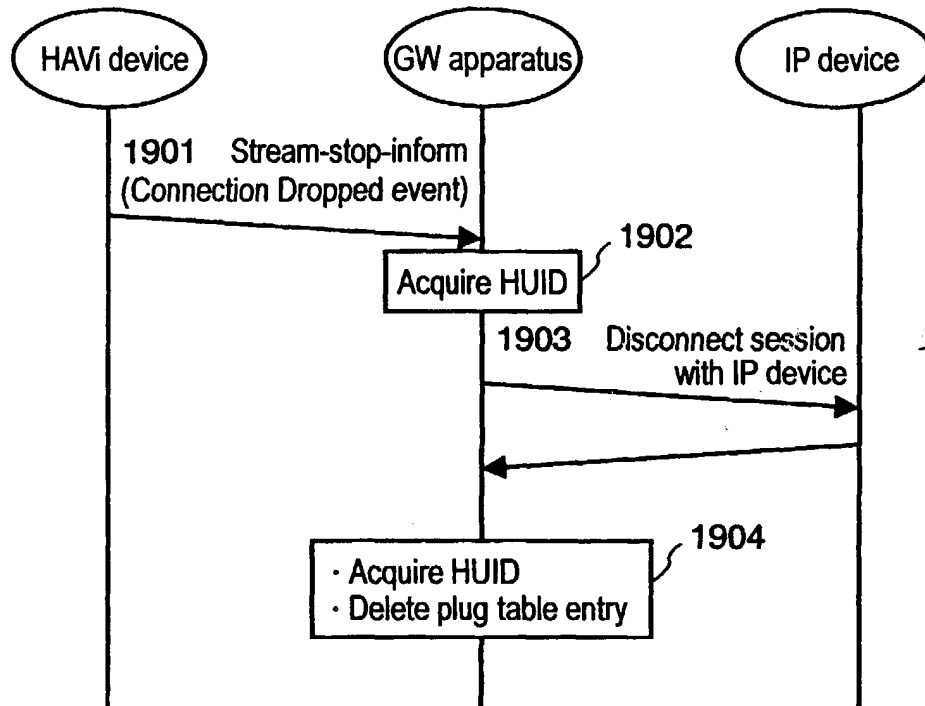 HAVi device
GW apparatus
IP device
1901 Stream-stop-inform
(Connection Dropped event)
1902
Acquire HUID
1903 Disconnect session
with IP device
1904
· Acquire HUID
· Delete plug table entry